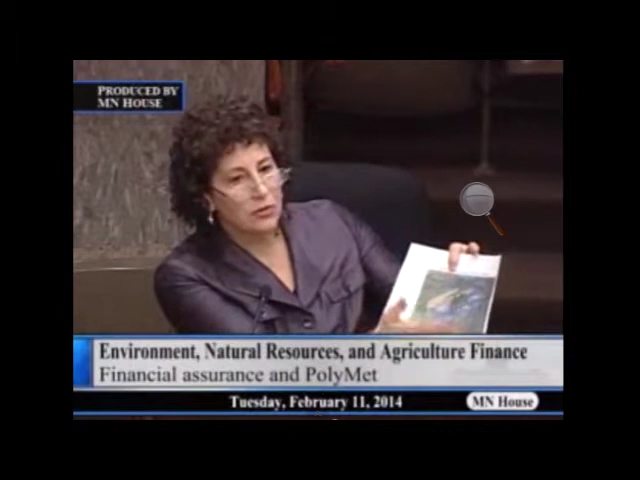 PRODUCED BY
MN HOUSE
Environment, Natural Resources, and Agriculture Finance
Financial assurance and PolyMet
Tuesday, February 11, 2014
MN House